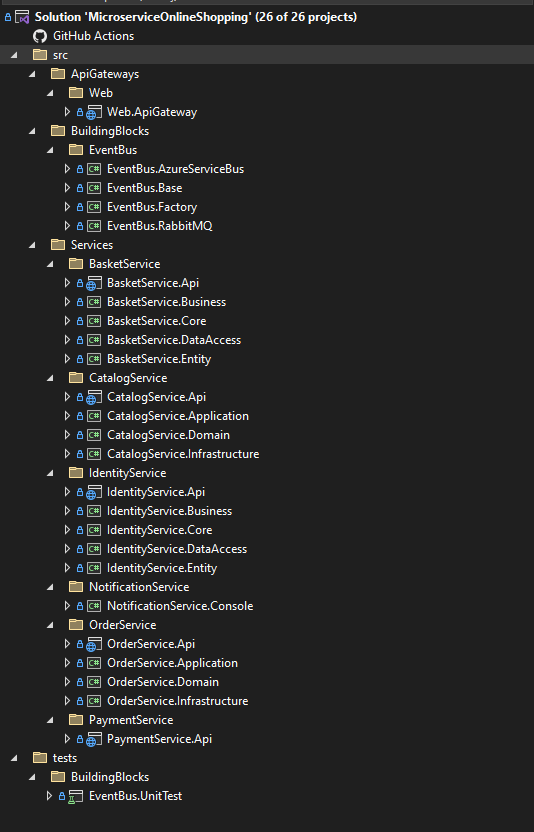 Solution 'MicroserviceOnlineShopping' (26 of 26 projects)
GitHub Actions
src
ApiGateways
Web
Web.ApiGateway
BuildingBlocks
EventBus
C# EventBus.AzureServiceBus
C# EventBus.Base
C# EventBus.Factory
C# EventBus.RabbitMQ
Services
BasketService
BasketService.Api
C# BasketService.Business
C# BasketService.Core
C# BasketService.DataAccess
C# BasketService.Entity
CatalogService
CatalogService.Api
C# CatalogService.Application
C# CatalogService.Domain
C# CatalogService.Infrastructure
IdentityService
IdentityService.Api
C# IdentityService.Business
C# IdentityService.Core
C# IdentityService.DataAccess
C# IdentityService.Entity
NotificationService
C# NotificationService.Console
OrderService
OrderService.Api
C# OrderService.Application
C# OrderService.Domain
C# OrderService.Infrastructure
PaymentService
PaymentService.Api
tests
BuildingBlocks
EventBus.UnitTest